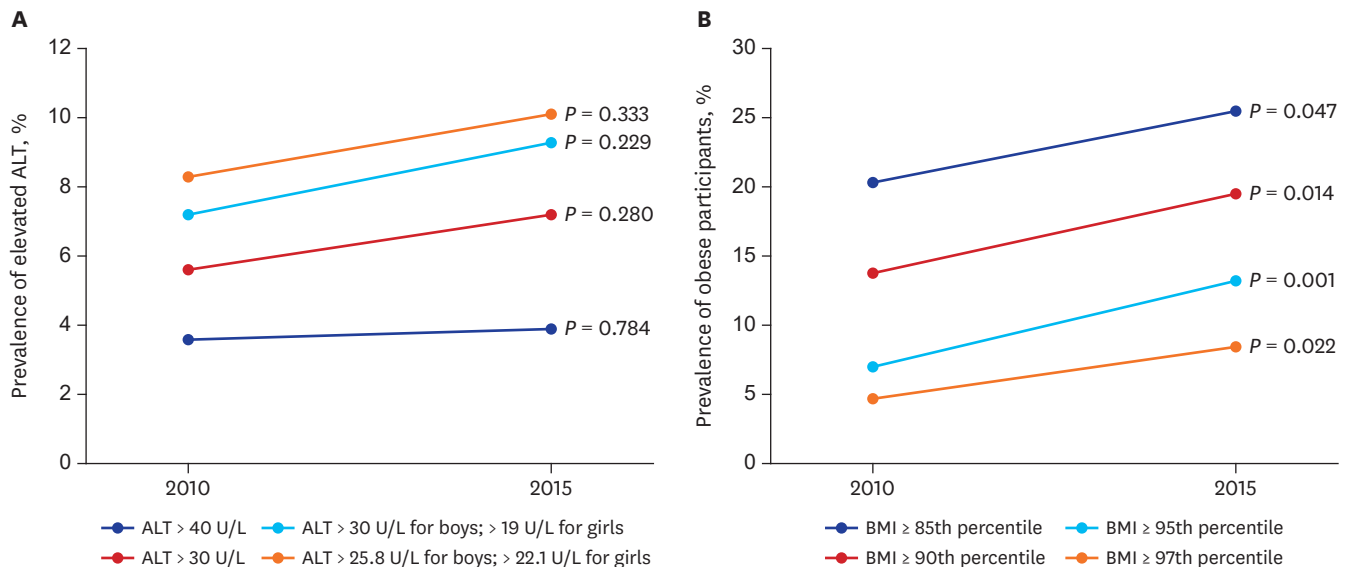 A
Prevalence of elevated ALT, %
12
10
8
6
4
2
0
P = 0.333
P = 0.229
P = 0.280
P = 0.784
2010 2015
ALT > 40 U/L ALT > 30 U/L for boys; > 19 U/L for girls
ALT > 30 U/L ALT > 25.8 U/L for boys; > 22.1 U/L for girls
B
Prevalence of obese participants, %
30
25
20
15
10
5
0
P = 0.047
P = 0.014
P = 0.001
P = 0.022
2010 2015
BMI ≥ 85th percentile BMI ≥ 95th percentile
BMI ≥ 90th percentile BMI ≥ 97th percentile